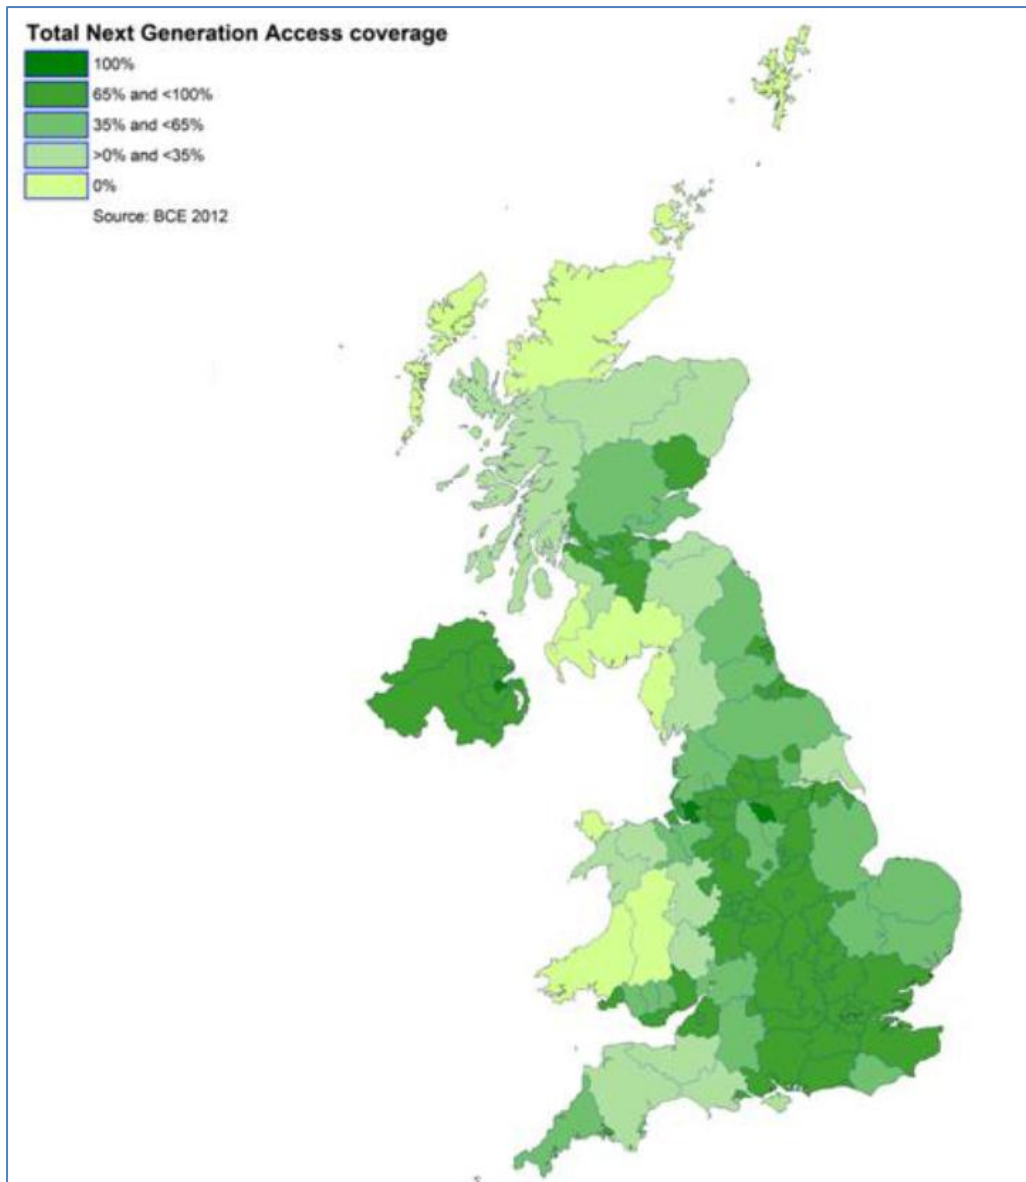 Total Next Generation Access coverage
100%
65% and <100%
35% and <65%
>0% and <35%
0%
Source: BCE 2012